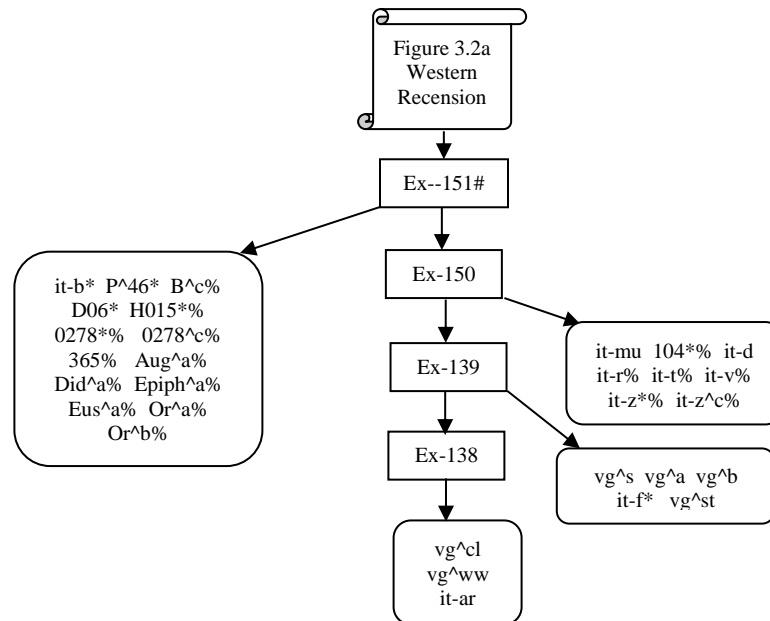 Figure 3.2a
Western
Recension
Ex--151#
it-b* P^46* B^c%
D06* H015*%
0278*% 0278^c%
365% Aug^a%
Did^a% Epiph^a%
Eus^a% Or^a%
Or^b%
Ex-150
it-mu 104*% it-d
it-r% it-t% it-v%
it-z*% it-z^c%
Ex-139
vg^s vg^a vg^b
it-f* vg^st
Ex-138
vg^cl
vg^ww
it-ar